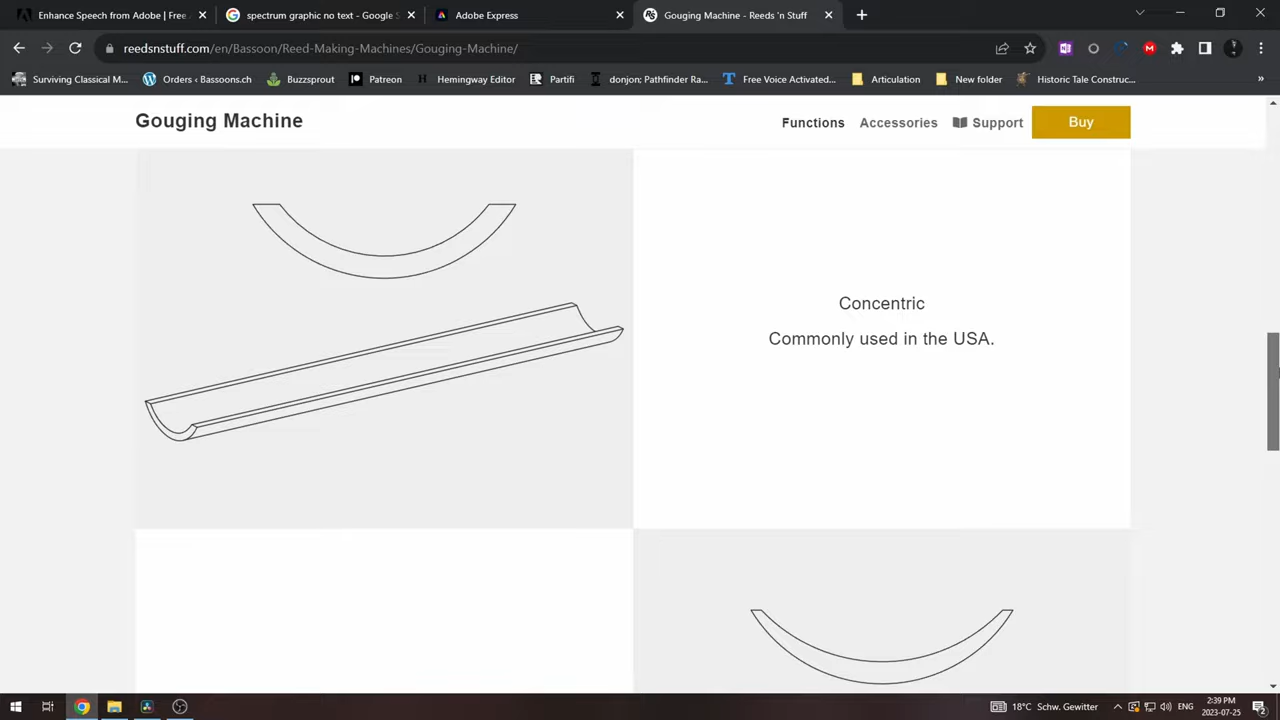 Enhance Speech from Adobe | Free
spectrum graphic no text - Google S
Adobe Express
Gouging Machine - Reeds 'n Stuff
reedsnstuff.com/en/Bassoon/Reed-Making-Machines/Gouging-Machine/
Surviving Classical M...
Orders ‹ Bassoons.ch
Buzzsprout
Patreon
Hemingway Editor
Partifi
donjon; Pathfinder Ra...
Free Voice Activated...
Articulation
New folder
Historic Tale Construc...
»
Gouging Machine
Functions
Accessories
Support
Buy
Concentric
Commonly used in the USA.
18°C Schw. Gewitter
ENG
2:39 PM
2023-07-25
2